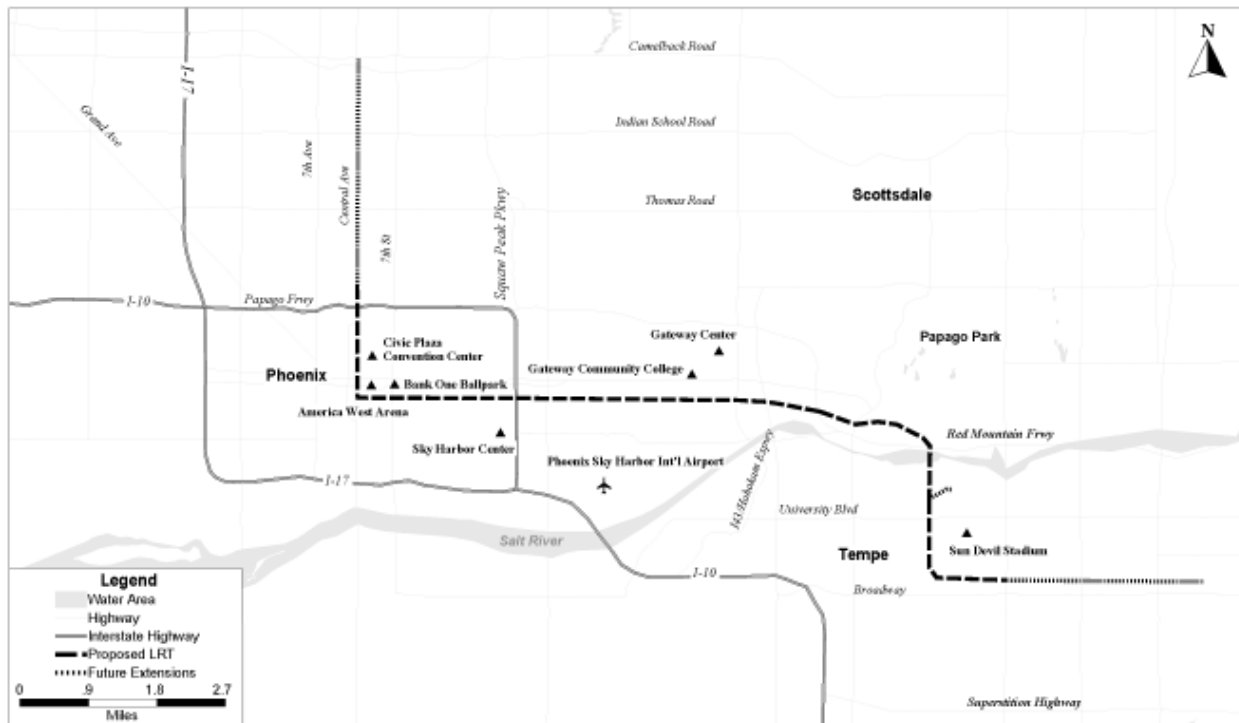 N
Camelback Road
I-17
Grand Ave
Indian School Road
7th Ave
Central Ave
Thomas Road
Scottsdale
7th St
Squaw Peak Pkwy
I-10
Papago Frwy
Civic Plaza
Convention Center
Gateway Center
Papago Park
Phoenix
Gateway Community College
Bank One Ballpark
America West Arena
Red Mountain Frwy
Sky Harbor Center
Phoenix Sky Harbor Int'l Airport
I-17
143/Hohokam Expwy
University Blvd
Salt River
Tempe
Sun Devil Stadium
I-10
Broadway
Superstition Highway
Legend
Water Area
Highway
Interstate Highway
Proposed LRT
Future Extensions
0 .9 1.8 2.7
Miles